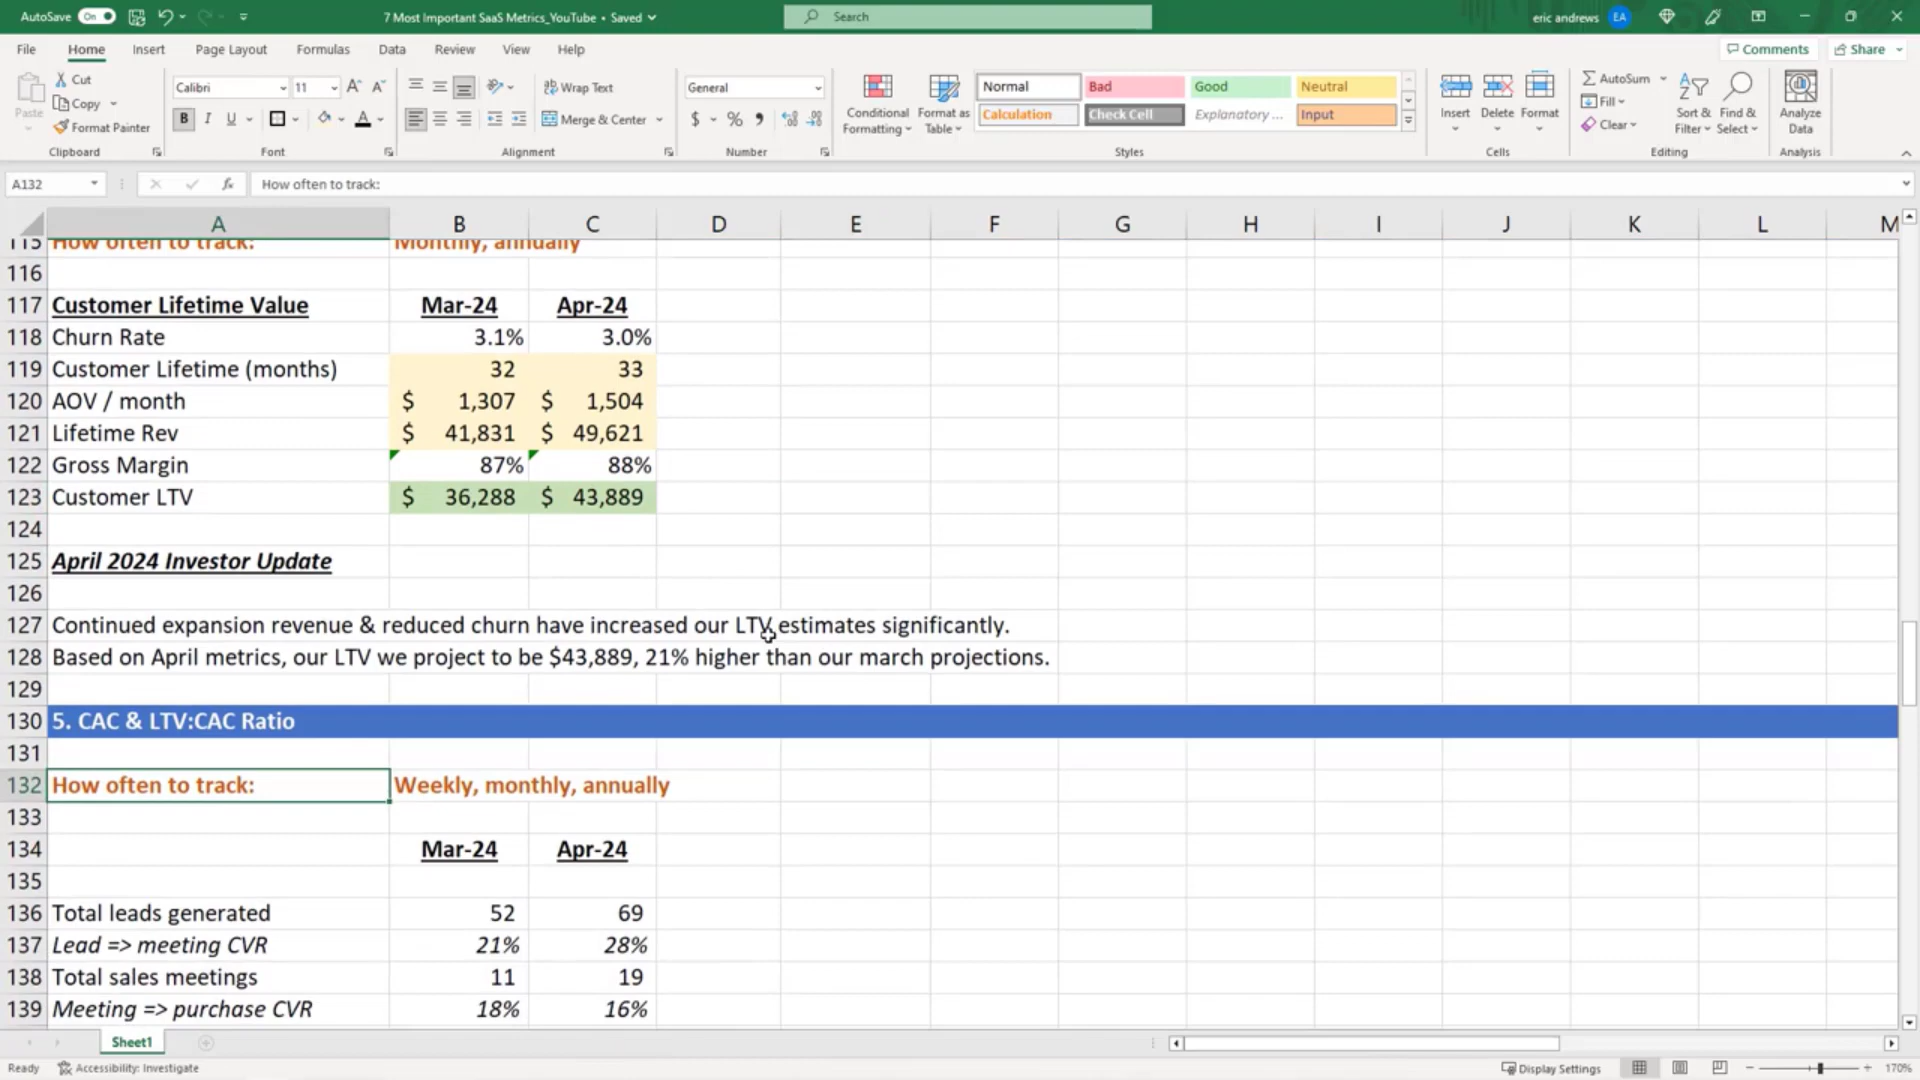 AutoSave On 7 Most Important SaaS Metrics_YouTube • Saved Search eric andrews EA
File Home Insert Page Layout Formulas Data Review View Help Comments Share
Paste Cut Copy Format Painter Clipboard
Calibri 11 B I U A Font
Wrap Text Merge & Center Alignment
General $ % Number
Conditional Formatting Format as Table
Normal Bad Good Neutral
Calculation Check Cell Explanatory ... Input
Styles
Insert Delete Format Cells
AutoSum Fill Clear Sort & Filter Find & Select Editing
Analyze Data Analysis
A132 fx How often to track:
A B C D E F G H I J K L M
115 How often to track: Monthly, annually
116
117 Customer Lifetime Value Mar-24 Apr-24
118 Churn Rate 3.1% 3.0%
119 Customer Lifetime (months) 32 33
120 AOV / month $ 1,307 $ 1,504
121 Lifetime Rev $ 41,831 $ 49,621
122 Gross Margin 87% 88%
123 Customer LTV $ 36,288 $ 43,889
124
125 April 2024 Investor Update
126
127 Continued expansion revenue & reduced churn have increased our LTV estimates significantly.
128 Based on April metrics, our LTV we project to be $43,889, 21% higher than our march projections.
129
130 5. CAC & LTV:CAC Ratio
131
132 How often to track: Weekly, monthly, annually
133
134 Mar-24 Apr-24
135
136 Total leads generated 52 69
137 Lead => meeting CVR 21% 28%
138 Total sales meetings 11 19
139 Meeting => purchase CVR 18% 16%
Sheet1
Ready Accessibility: Investigate Display Settings 170%